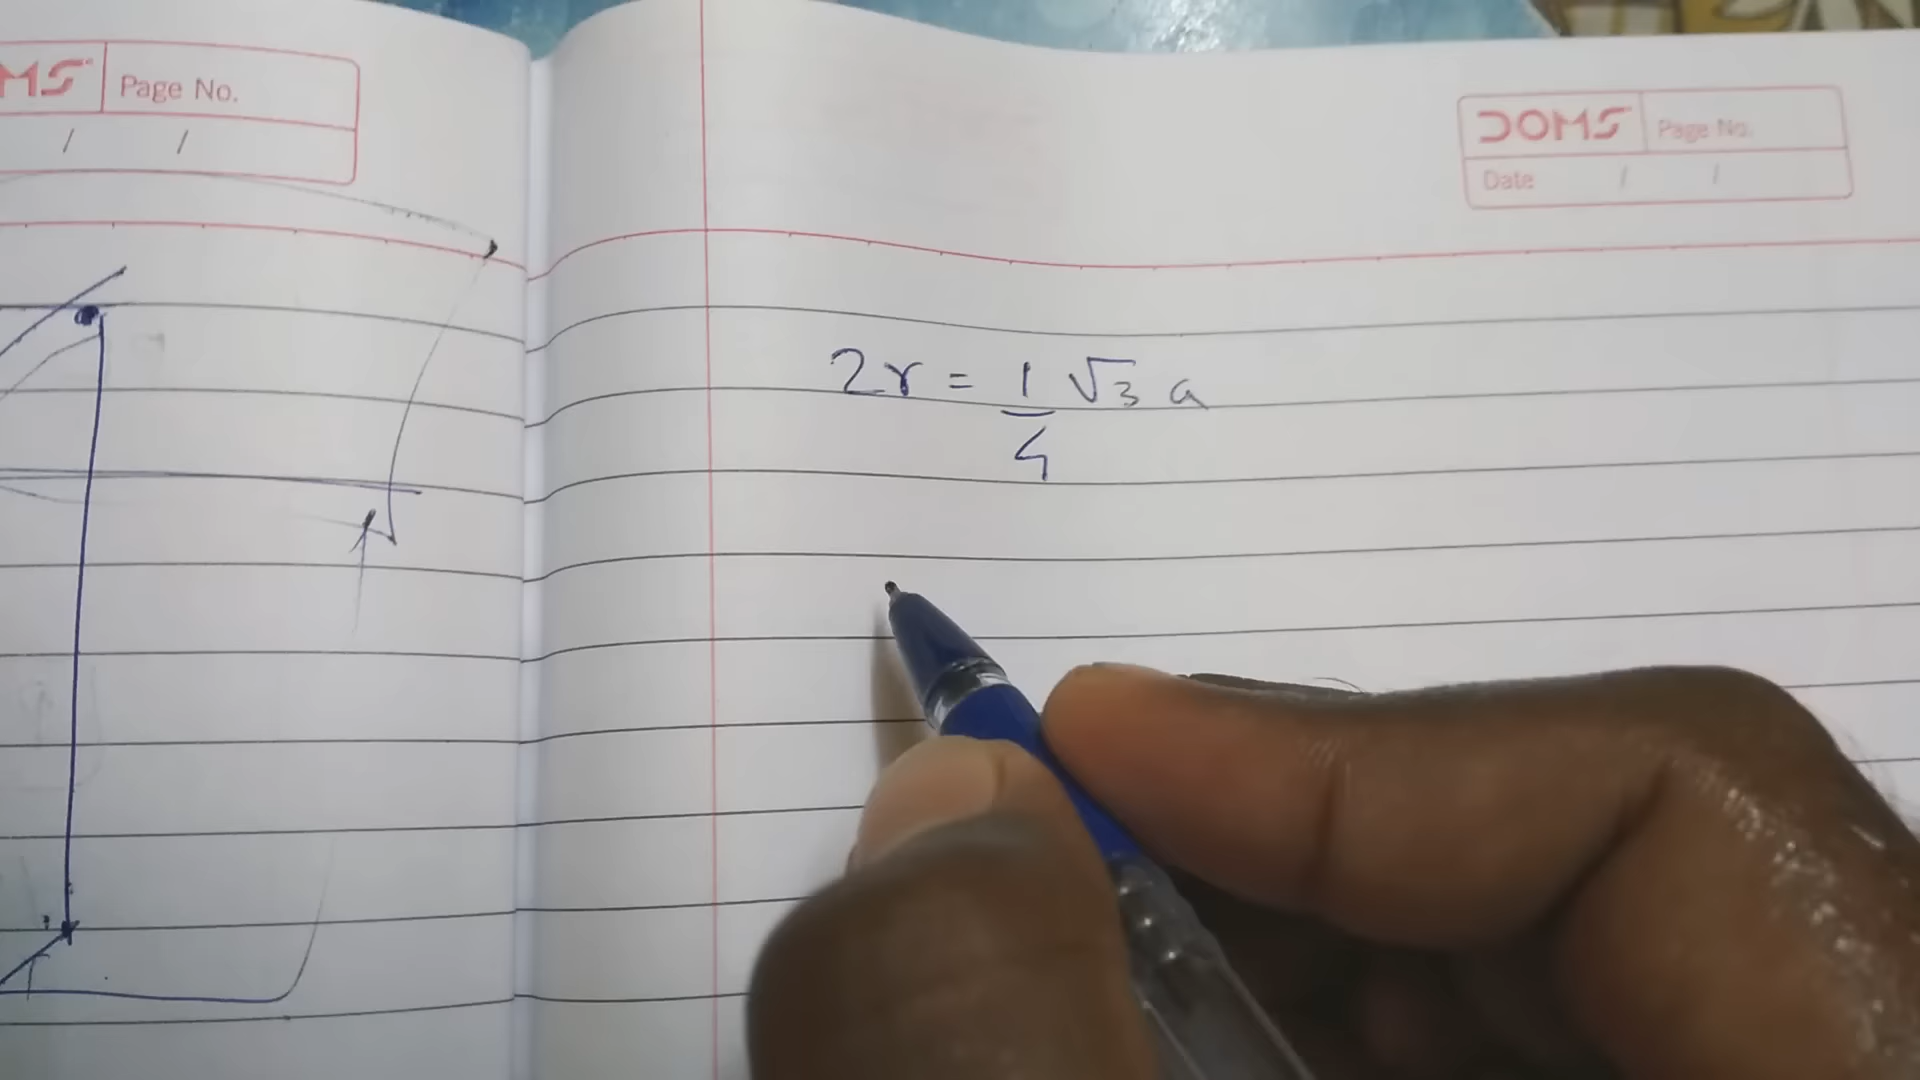 MS Page No.
/ /
DOMS Page No.
Date / /
2r = 1/4 √3 a